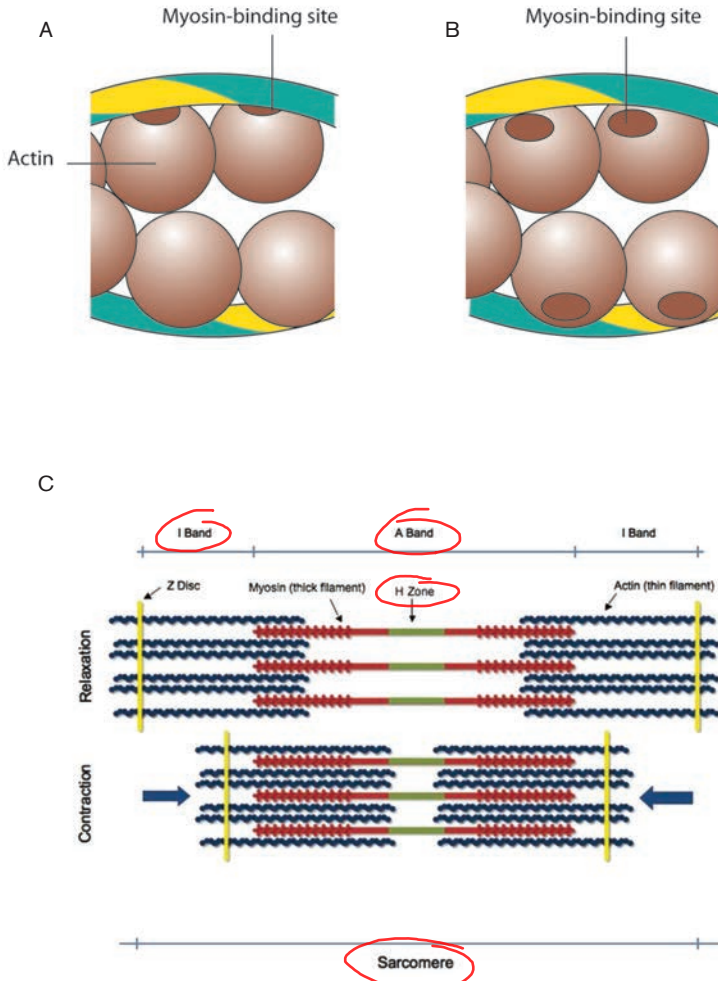 A
Myosin-binding site
B
Myosin-binding site
Actin
C
I Band
A Band
I Band
Z Disc
Myosin (thick filament)
H Zone
Actin (thin filament)
Relaxation
Contraction
Sarcomere